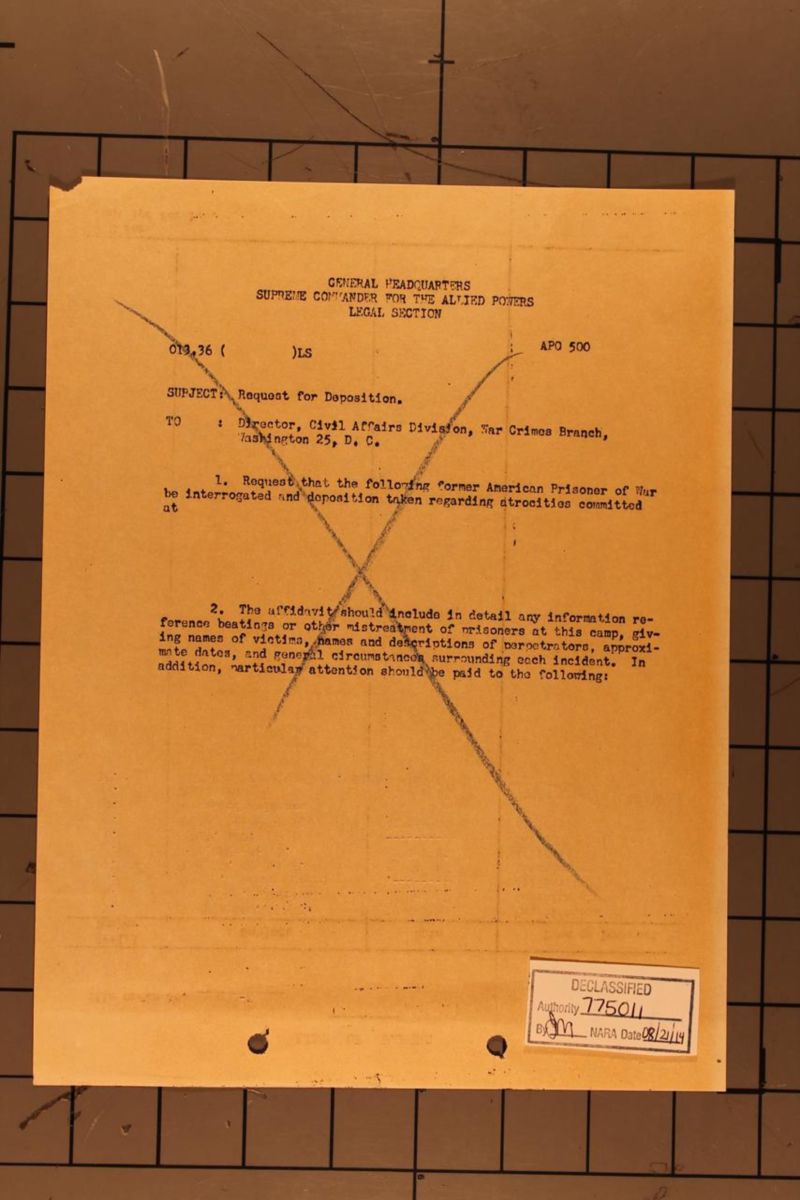 GENERAL HEADQUARTERS
SUPREME COMMANDER FOR THE ALLIED POWERS
LEGAL SECTION
013.36 ( )LS
APO 500
SUBJECT: Request for Deposition.
TO : Director, Civil Affairs Division, War Crimes Branch,
Washington 25, D. C.
1. Request that the following former American Prisoner of War
be interrogated and deposition taken regarding atrocities committed
at
2. The affidavit should include in detail any information re-
ference beatings or other mistreatment of prisoners at this camp, giv-
ing names of victims, names and descriptions of perpetrators, approxi-
mate dates, and general circumstances surrounding each incident. In
addition, particular attention should be paid to the following:
DECLASSIFIED
Authority 775011
By JM NARA Date 08/21/14